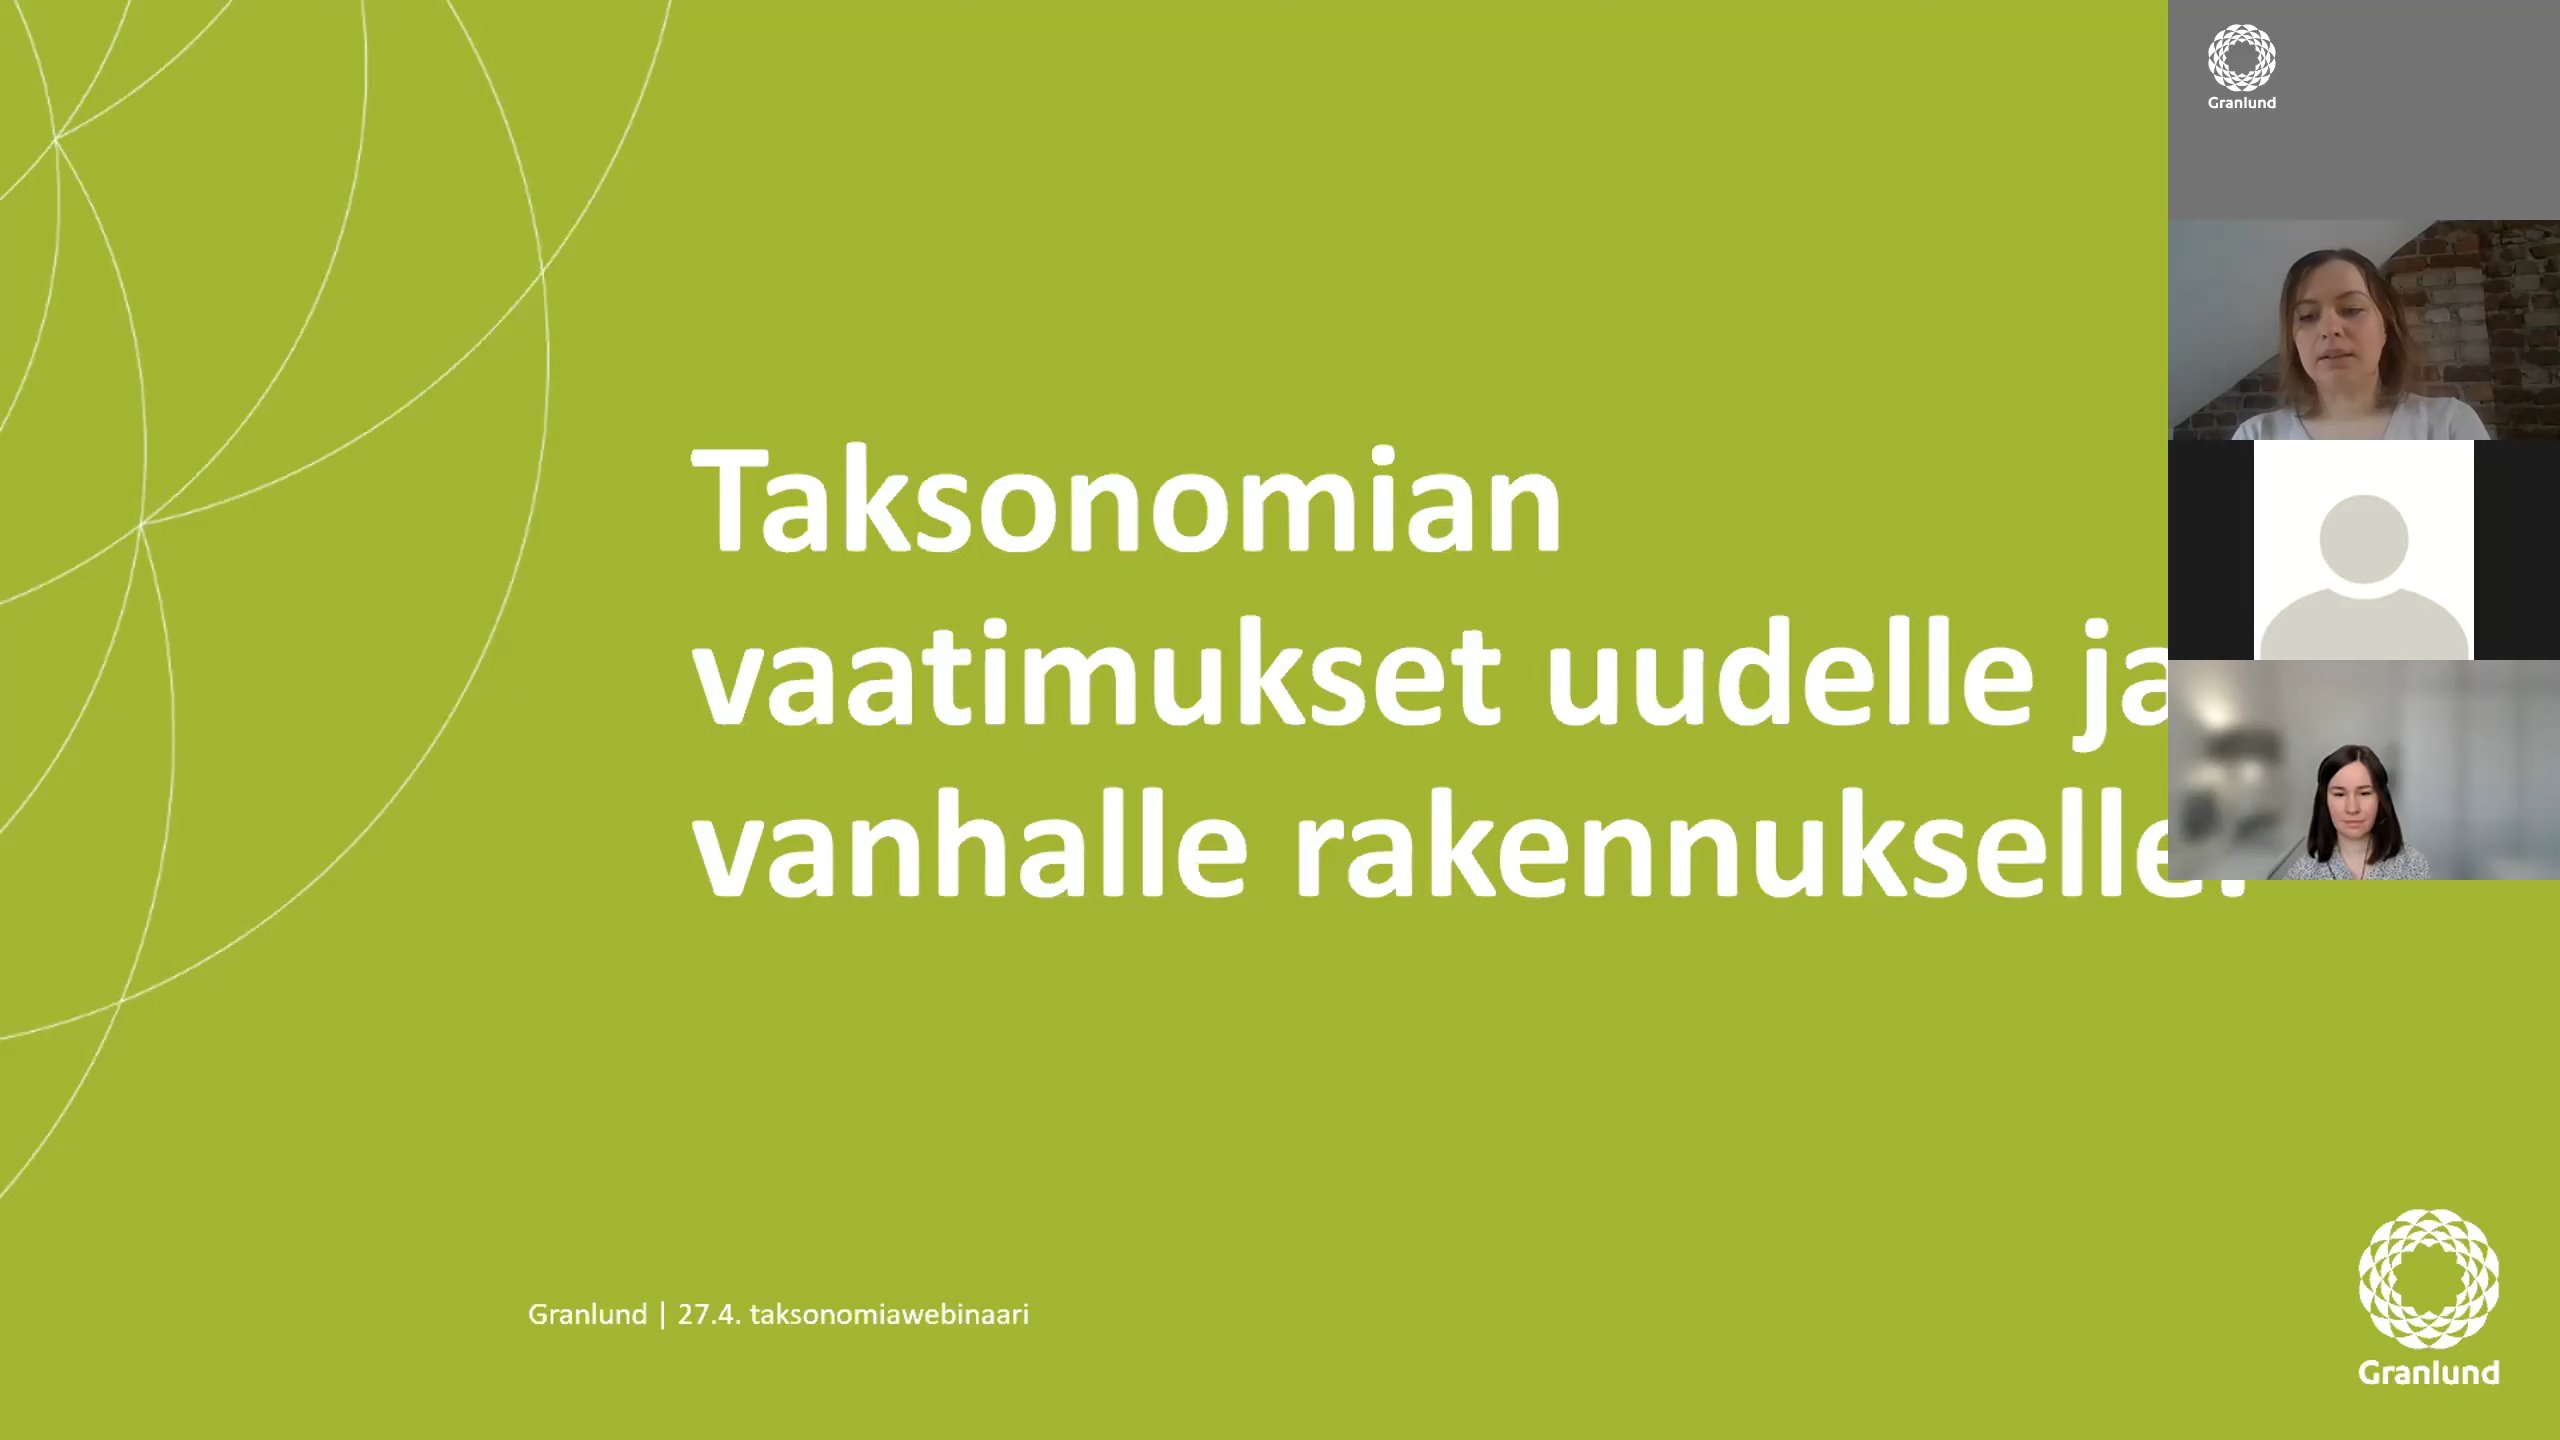 Granlund
Taksonomian
vaatimukset uudelle ja
vanhalle rakennukselle
Granlund | 27.4. taksonomiawebinaari
Granlund